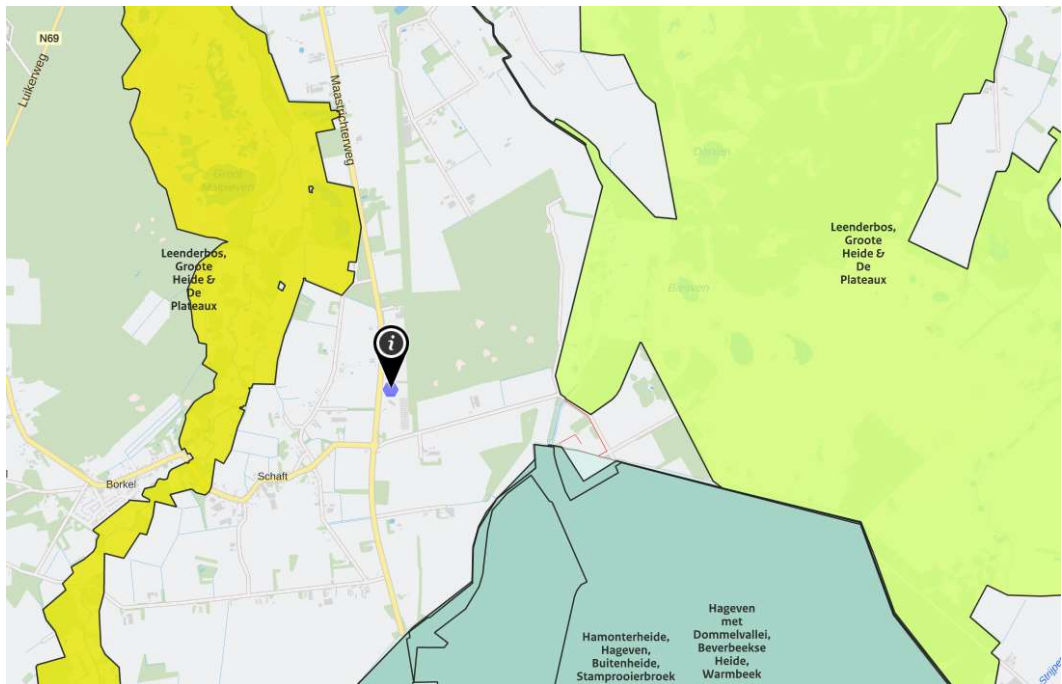 N69
Luikerweg
Maastrichterweg
Groot
Malpieven
Leenderbos,
Groote
Heide &
De
Plateaux
i
Borkel
Schaft
Leenderbos,
Groote
Heide &
De
Plateaux
Hamonterheide,
Hageven,
Buitenheide,
Stamprooierbroek
Hageven
met
Dommelvallei,
Beverbeekse
Heide,
Warmbeek